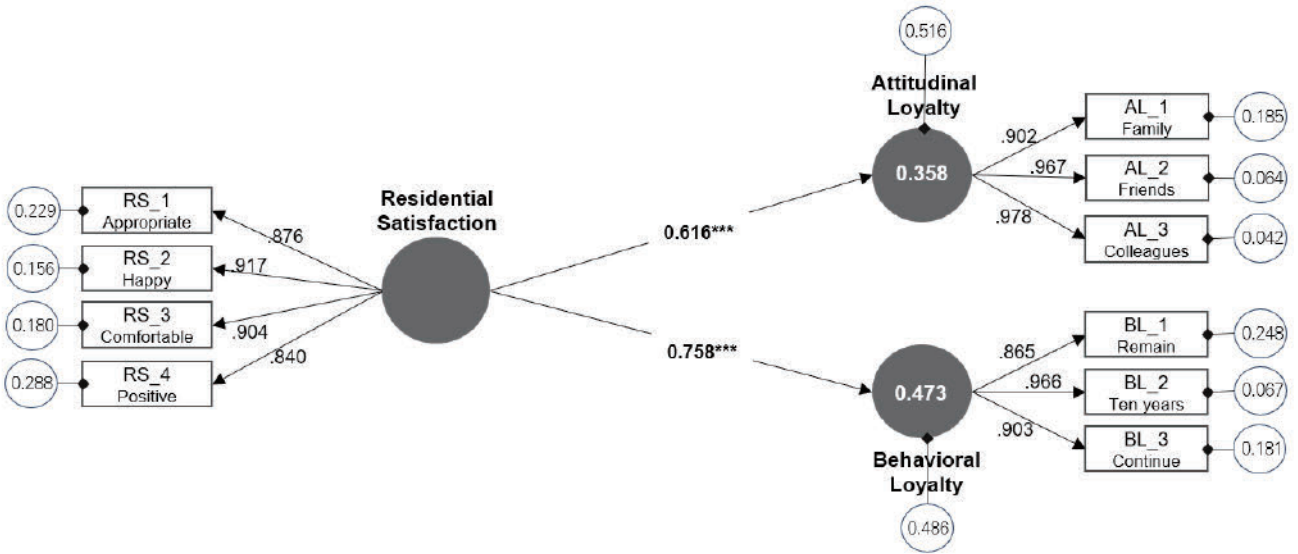 0.516
Attitudinal
Loyalty
0.358
.902
.967
.978
AL_1
Family
0.185
AL_2
Friends
0.064
AL_3
Colleagues
0.042
Residential
Satisfaction
0.229
RS_1
Appropriate
.876
0.156
RS_2
Happy
.917
0.180
RS_3
Comfortable
.904
0.288
RS_4
Positive
.840
0.616***
0.758***
0.473
Behavioral
Loyalty
0.486
.865
.966
.903
BL_1
Remain
0.248
BL_2
Ten years
0.067
BL_3
Continue
0.181